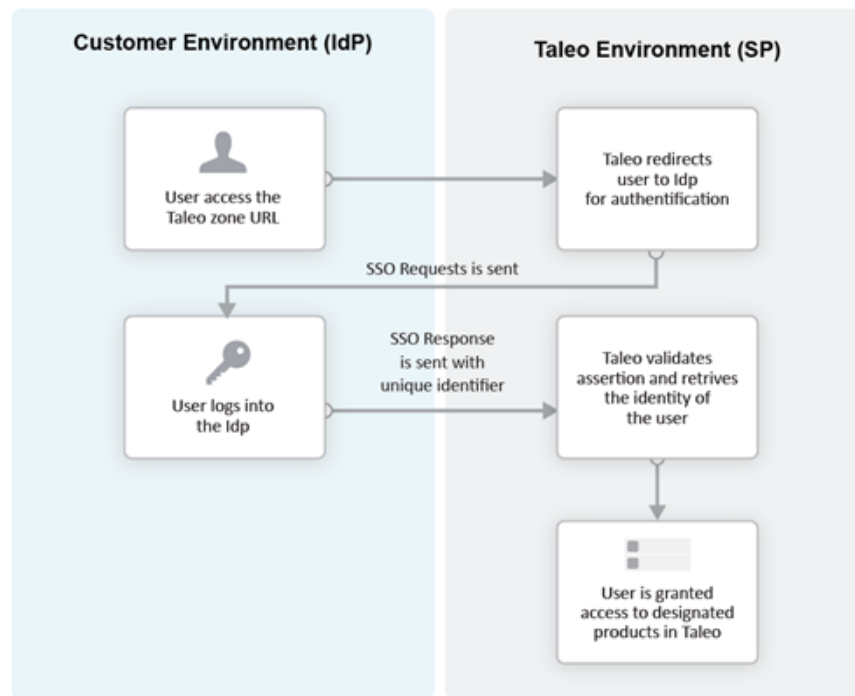 Customer Environment (IdP)
Taleo Environment (SP)
User access the
Taleo zone URL
Taleo redirects
user to Idp
for authentification
SSO Requests is sent
SSO Response
is sent with
unique identifier
User logs into
the Idp
Taleo validates
assertion and retrives
the identity of
the user
User is granted
access to designated
products in Taleo